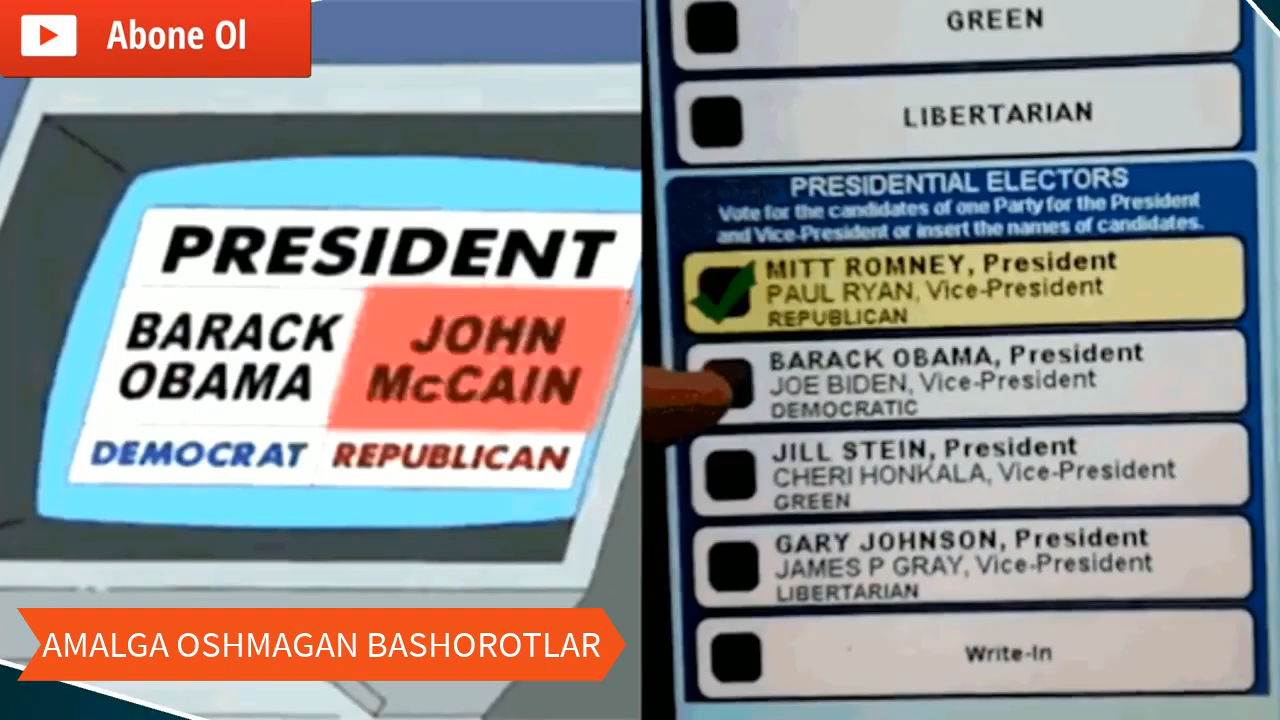 Abone Ol
PRESIDENT
BARACK
OBAMA
JOHN
McCAIN
DEMOCRAT
REPUBLICAN
AMALGA OSHMAGAN BASHOROTLAR
GREEN
LIBERTARIAN
PRESIDENTIAL ELECTORS
Vote for the candidates of one Party for the President
and Vice-President or insert the names of candidates.
MITT ROMNEY, President
PAUL RYAN, Vice-President
REPUBLICAN
BARACK OBAMA, President
JOE BIDEN, Vice-President
DEMOCRATIC
JILL STEIN, President
CHERI HONKALA, Vice-President
GREEN
GARY JOHNSON, President
JAMES P GRAY, Vice-President
LIBERTARIAN
Write-In